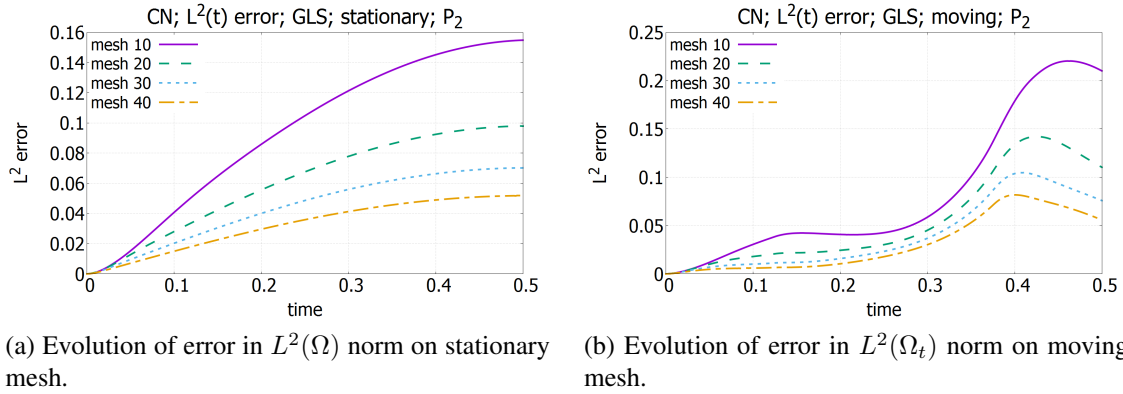 CN; L²(t) error; GLS; stationary; P₂
0.16
0.14
0.12
0.1
0.08
0.06
0.04
0.02
0
L² error
mesh 10
mesh 20
mesh 30
mesh 40
0 0.1 0.2 0.3 0.4 0.5
time
(a) Evolution of error in L²(Ω) norm on stationary
mesh.
CN; L²(t) error; GLS; moving; P₂
0.25
0.2
0.15
0.1
0.05
0
L² error
mesh 10
mesh 20
mesh 30
mesh 40
0 0.1 0.2 0.3 0.4 0.5
time
(b) Evolution of error in L²(Ωₜ) norm on moving
mesh.